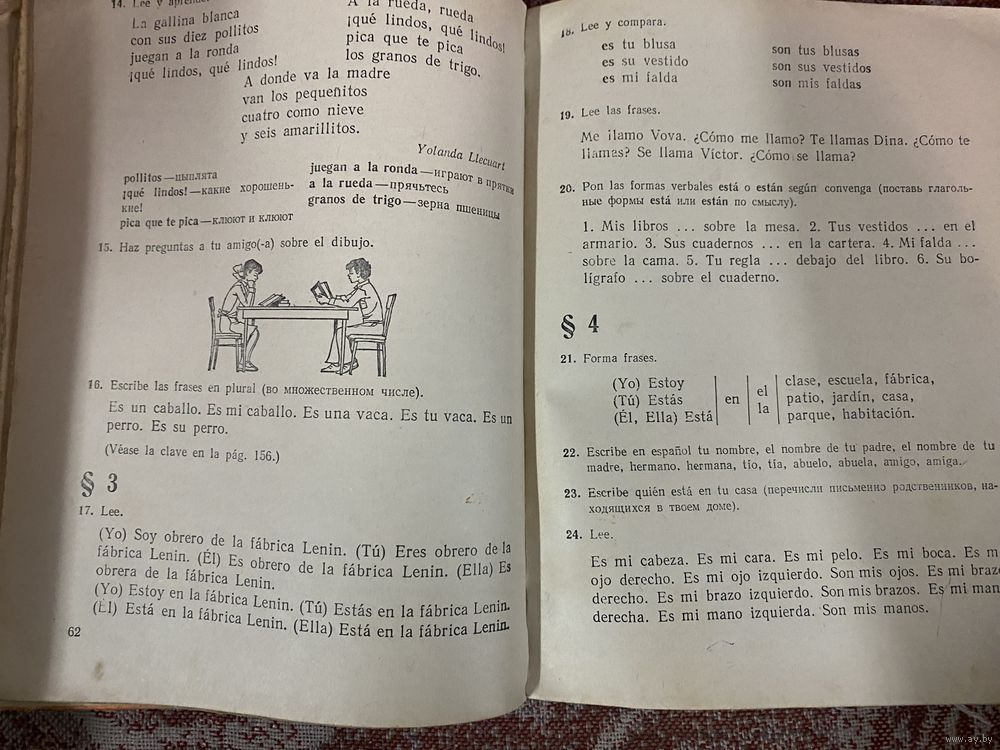 14. Lee y
La gallina blanca
con sus diez pollitos
juegan a la ronda
¡qué lindos, qué lindos!
A la rueda, rueda
¡qué lindos, qué lindos!
pica que te pica
los granos de trigo.
A donde va la madre
van los pequeñitos
cuatro como nieve
y seis amarillitos.
Yolanda Llecuart
pollitos—цыплята
¡qué lindos!—какие хорошень-
кие!
pica que te pica—клюют и клюют
juegan a la ronda—играют в прятки
a la rueda—прячьтесь
granos de trigo—зерна пшеницы
15. Haz preguntas a tu amigo(-a) sobre el dibujo.
16. Escribe las frases en plural (во множественном числе).
Es un caballo. Es mi caballo. Es una vaca. Es tu vaca. Es un
perro. Es su perro.
(Véase la clave en la pág. 156.)
§ 3
17. Lee.
(Yo) Soy obrero de la fábrica Lenin. (Tú) Eres obrero de la
fábrica Lenin. (Él) Es obrero de la fábrica Lenin. (Ella) Es
obrera de la fábrica Lenin.
(Yo) Estoy en la fábrica Lenin. (Tú) Estás en la fábrica Lenin.
(Él) Está en la fábrica Lenin. (Ella) Está en la fábrica Lenin.
62
18. Lee y compara.
es tu blusa
es su vestido
es mi falda
son tus blusas
son sus vestidos
son mis faldas
19. Lee las frases.
Me llamo Vova. ¿Cómo me llamo? Te llamas Dina. ¿Cómo te
llamas? Se llama Víctor. ¿Cómo se llama?
20. Pon las formas verbales está o están según convenga (поставь глаголь-
ные формы está или están по смыслу).
1. Mis libros ... sobre la mesa. 2. Tus vestidos ... en el
armario. 3. Sus cuadernos ... en la cartera. 4. Mi falda ...
sobre la cama. 5. Tu regla ... debajo del libro. 6. Su bo-
lígrafo ... sobre el cuaderno.
§ 4
21. Forma frases.
(Yo) Estoy
(Tú) Estás
(Él, Ella) Está
en
el
la
clase, escuela, fábrica,
patio, jardín, casa,
parque, habitación.
22. Escribe en español tu nombre, el nombre de tu padre, el nombre de tu
madre, hermano, hermana, tío, tía, abuelo, abuela, amigo, amiga.
23. Escribe quién está en tu casa (перечисли письменно родственников, на-
ходящихся в твоем доме).
24. Lee.
Es mi cabeza. Es mi cara. Es mi pelo. Es mi boca. Es mi
ojo derecho. Es mi ojo izquierdo. Son mis ojos. Es mi brazo
derecho. Es mi brazo izquierdo. Son mis brazos. Es mi man
derecha. Es mi mano izquierda. Son mis manos.
www.ay.by